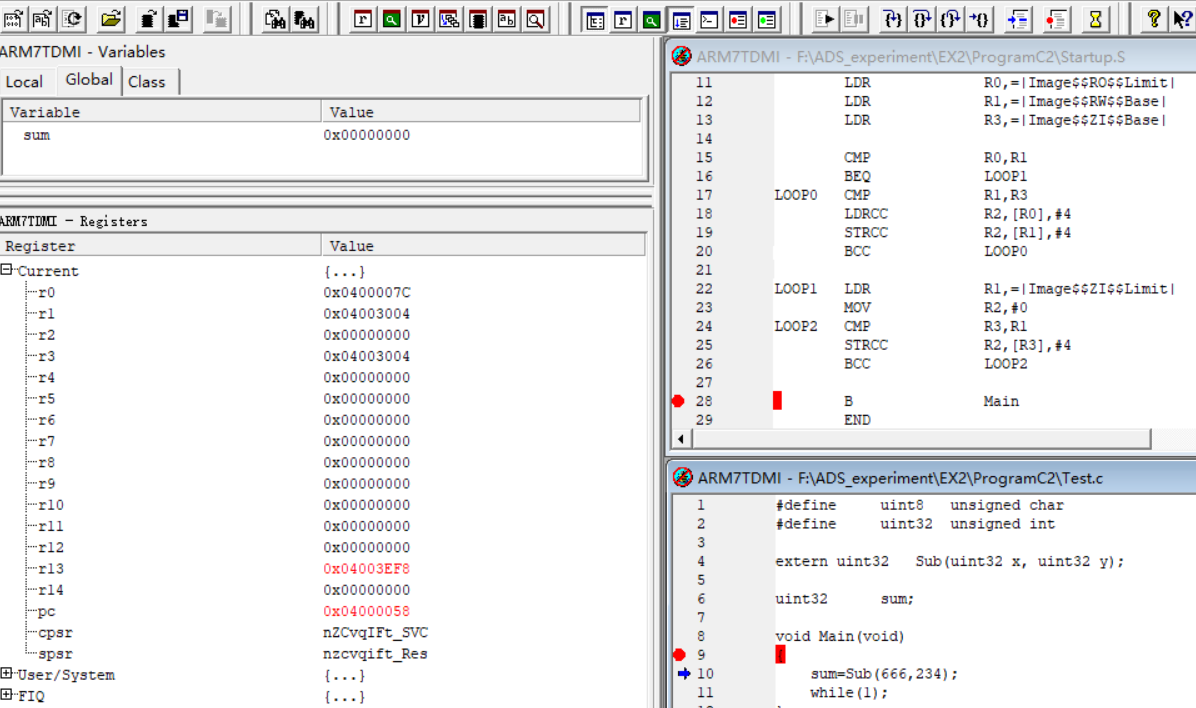 ARM7TDMI - Variables
Local Global Class
Variable Value
sum 0x00000000
ARM7TDMI - Registers
Register Value
Current {...}
r0 0x0400007C
r1 0x04003004
r2 0x00000000
r3 0x04003004
r4 0x00000000
r5 0x00000000
r6 0x00000000
r7 0x00000000
r8 0x00000000
r9 0x00000000
r10 0x00000000
r11 0x00000000
r12 0x00000000
r13 0x04003EF8
r14 0x00000000
pc 0x04000058
cpsr nZCvqIFt_SVC
spsr nzcvqift_Res
User/System {...}
FIQ {...}
ARM7TDMI - F:\ADS_experiment\EX2\ProgramC2\Startup.S
11 LDR R0,=|Image$$RO$$Limit|
12 LDR R1,=|Image$$RW$$Base|
13 LDR R3,=|Image$$ZI$$Base|
14
15 CMP R0,R1
16 BEQ LOOP1
17 LOOP0 CMP R1,R3
18 LDRCC R2,[R0],#4
19 STRCC R2,[R1],#4
20 BCC LOOP0
21
22 LOOP1 LDR R1,=|Image$$ZI$$Limit|
23 MOV R2,#0
24 LOOP2 CMP R3,R1
25 STRCC R2,[R3],#4
26 BCC LOOP2
27
28 B Main
29 END
ARM7TDMI - F:\ADS_experiment\EX2\ProgramC2\Test.c
1 #define uint8 unsigned char
2 #define uint32 unsigned int
3
4 extern uint32 Sub(uint32 x, uint32 y);
5
6 uint32 sum;
7
8 void Main(void)
9 {
10 sum=Sub(666,234);
11 while(1);